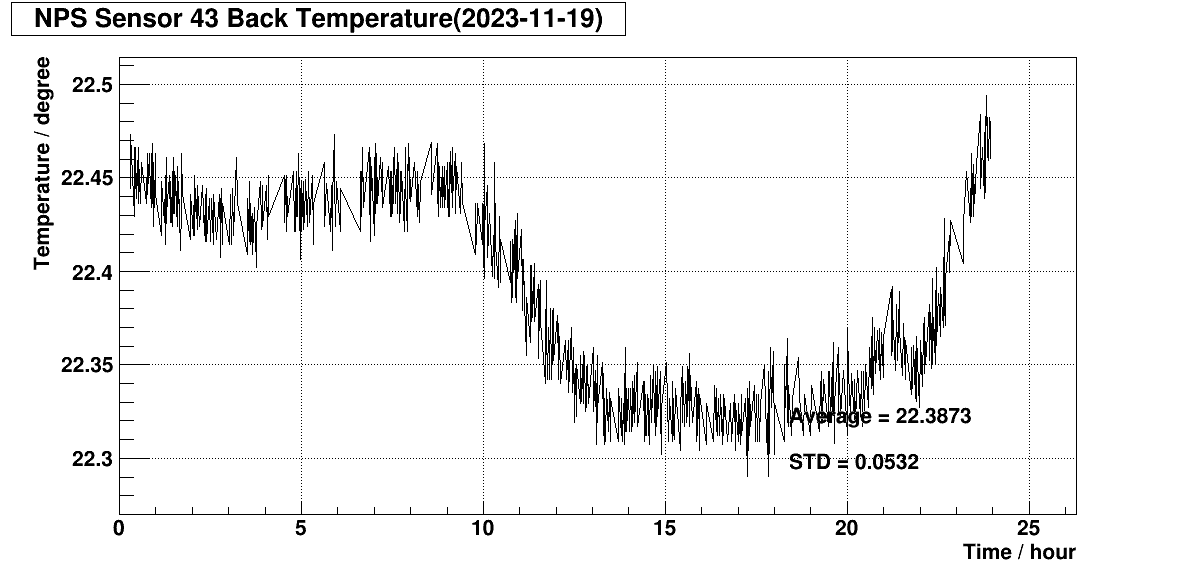 NPS Sensor 43 Back Temperature(2023-11-19)
Temperature / degree
22.5
22.45
22.4
22.35
22.3
Average = 22.3873
STD = 0.0532
0 5 10 15 20 25
Time / hour